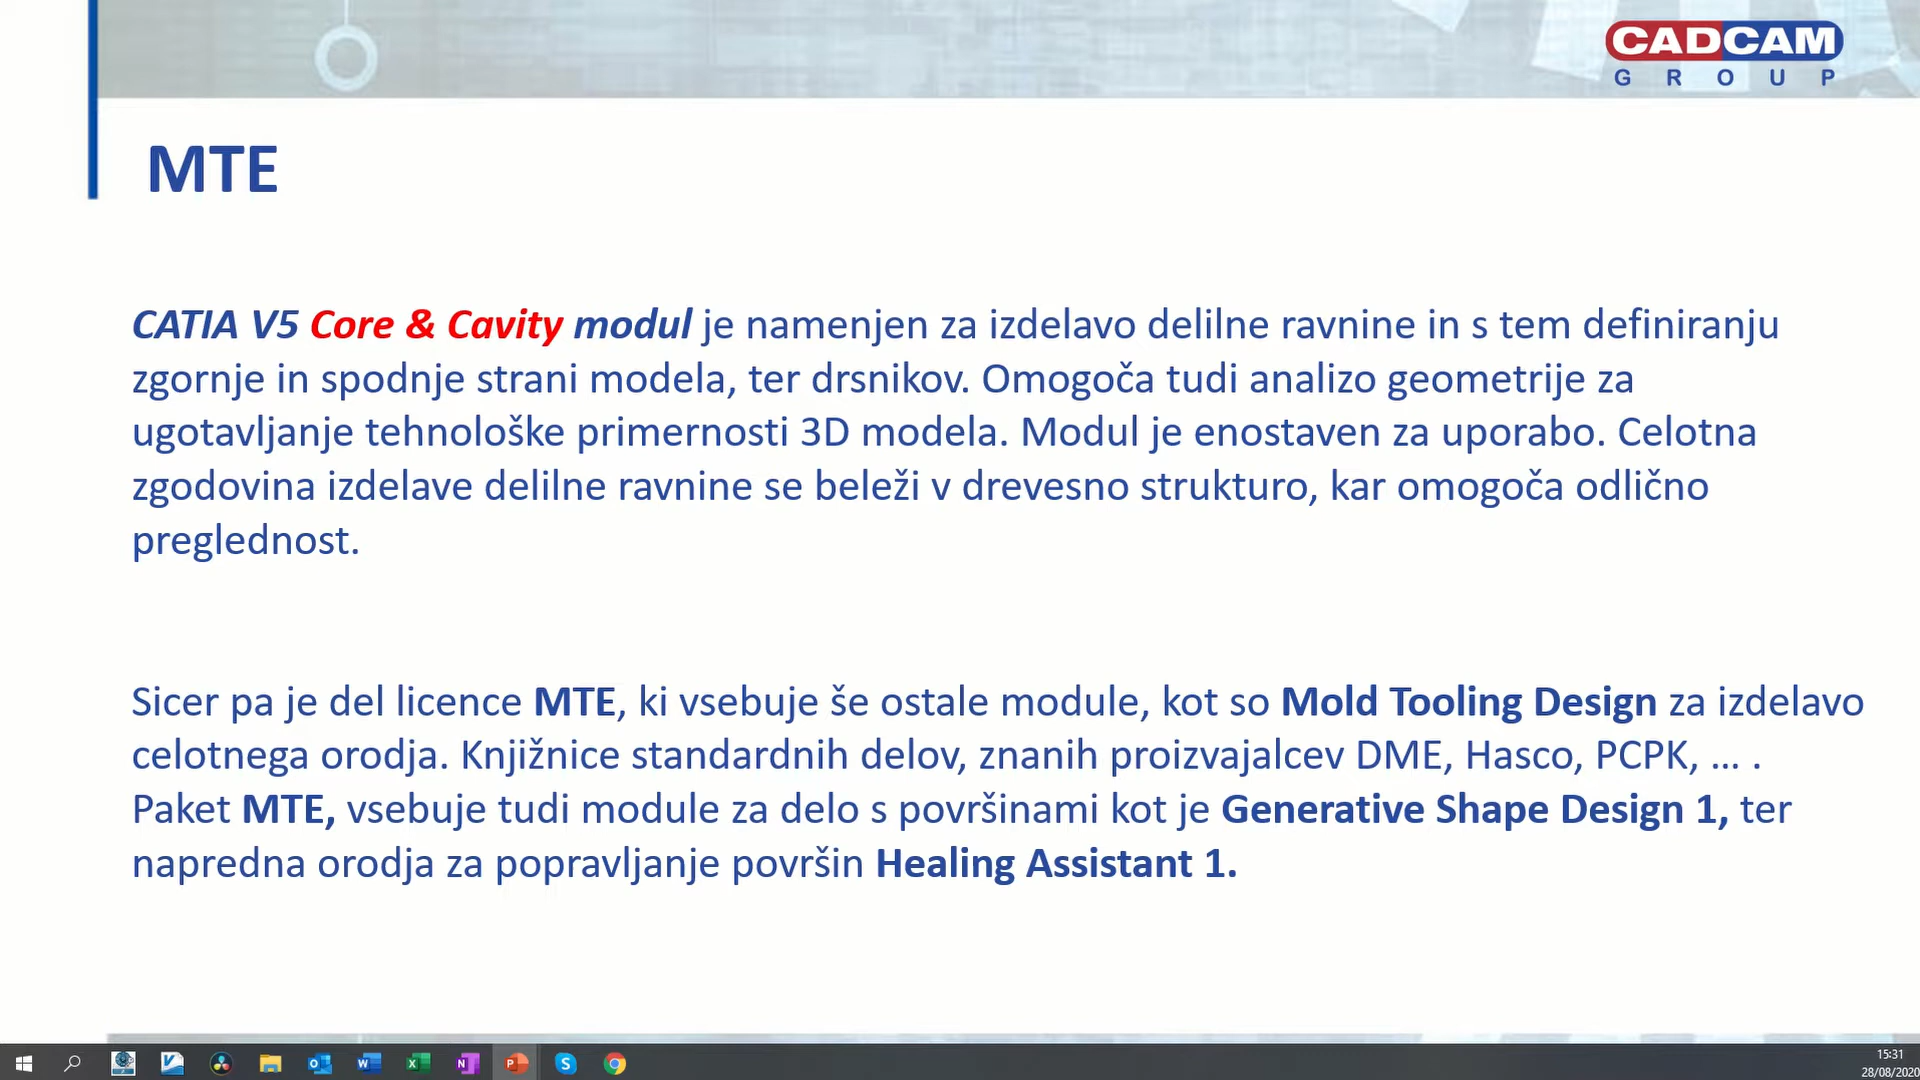 CADCAM
GROUP
MTE
CATIA V5 Core & Cavity modul je namenjen za izdelavo delilne ravnine in s tem definiranju
zgornje in spodnje strani modela, ter drsnikov. Omogoča tudi analizo geometrije za
ugotavljanje tehnološke primernosti 3D modela. Modul je enostaven za uporabo. Celotna
zgodovina izdelave delilne ravnine se beleži v drevesno strukturo, kar omogoča odlično
preglednost.
Sicer pa je del licence MTE, ki vsebuje še ostale module, kot so Mold Tooling Design za izdelavo
celotnega orodja. Knjižnice standardnih delov, znanih proizvajalcev DME, Hasco, PCPK, ... .
Paket MTE, vsebuje tudi module za delo s površinami kot je Generative Shape Design 1, ter
napredna orodja za popravljanje površin Healing Assistant 1.
15:31
28/08/2020